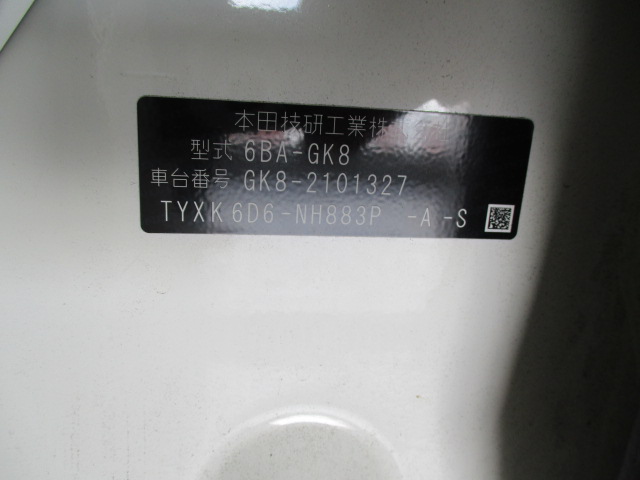 本田技研工業株
型式 6BA-GK8
車台番号 GK8-2101327
TYXK 6D6 -NH883P -A -S